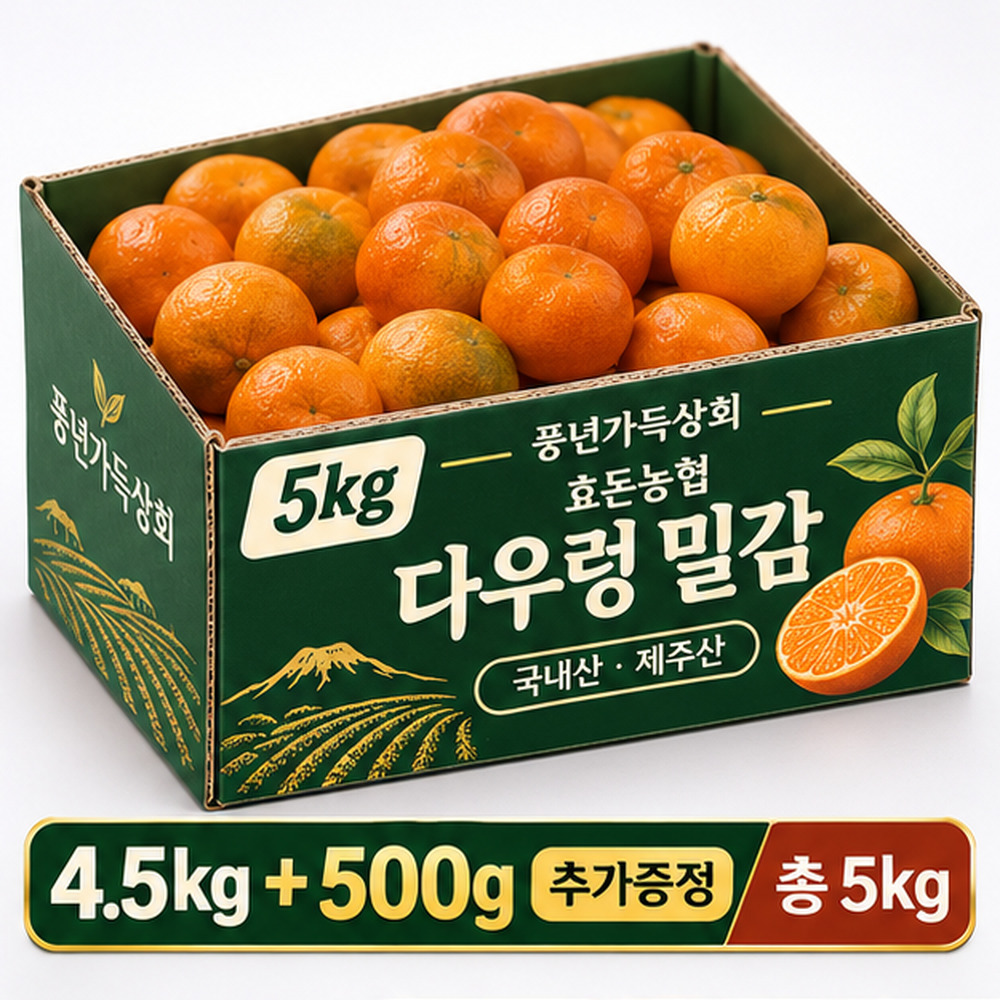 풍년가득상회
5kg
풍년가득상회
효돈농협
다우렁 밀감
국내산 · 제주산
4.5kg + 500g 추가증정 총 5kg